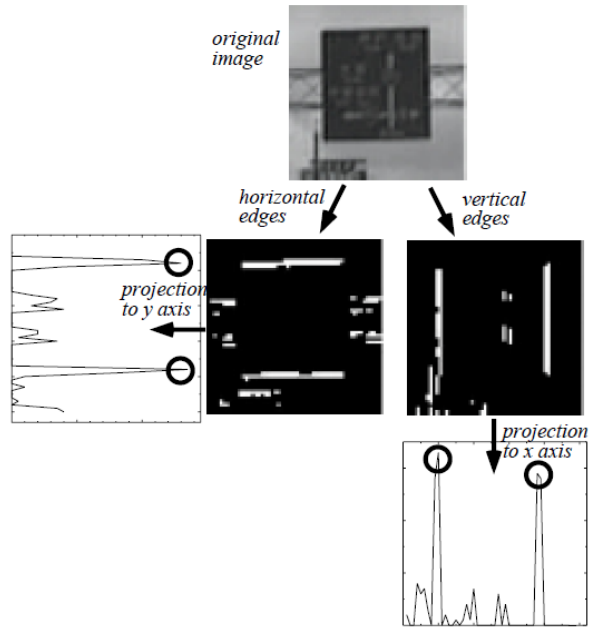 original
image
horizontal
edges
vertical
edges
projection
to y axis
projection
to x axis